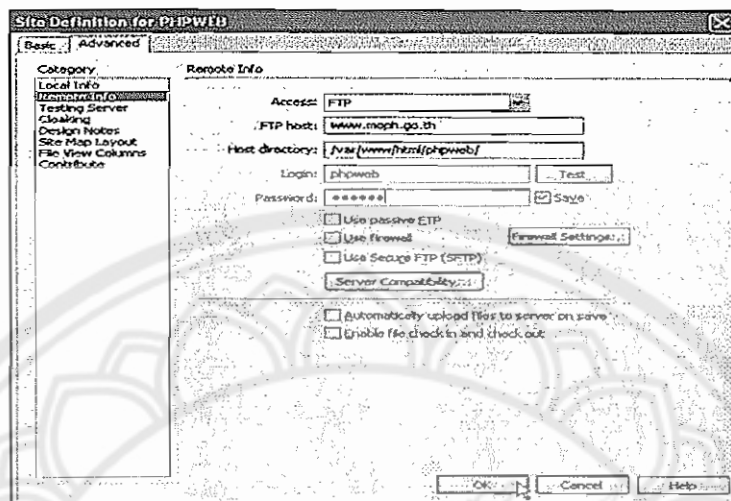 Site Definition for PHPWEB
Basic Advanced
Category
Local Info
Remote Info
Testing Server
Cloaking
Design Notes
Site Map Layout
File View Columns
Contribute
Remote Info
Access: FTP
FTP host: www.moph.go.th
Host directory: /var/www/html/phpweb/
Login: phpweb Test
Password: ●●●●●● Save
Use passive FTP
Use firewall Firewall Settings...
Use Secure FTP (SFTP)
Server Compatibility...
Automatically upload files to server on save
Enable file check in and check out
OK Cancel Help